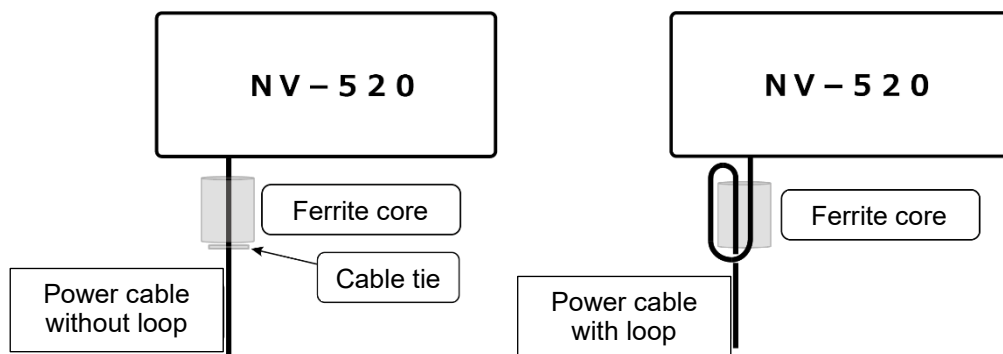 NV–520
Ferrite core
Cable tie
Power cable
without loop
NV–520
Ferrite core
Power cable
with loop